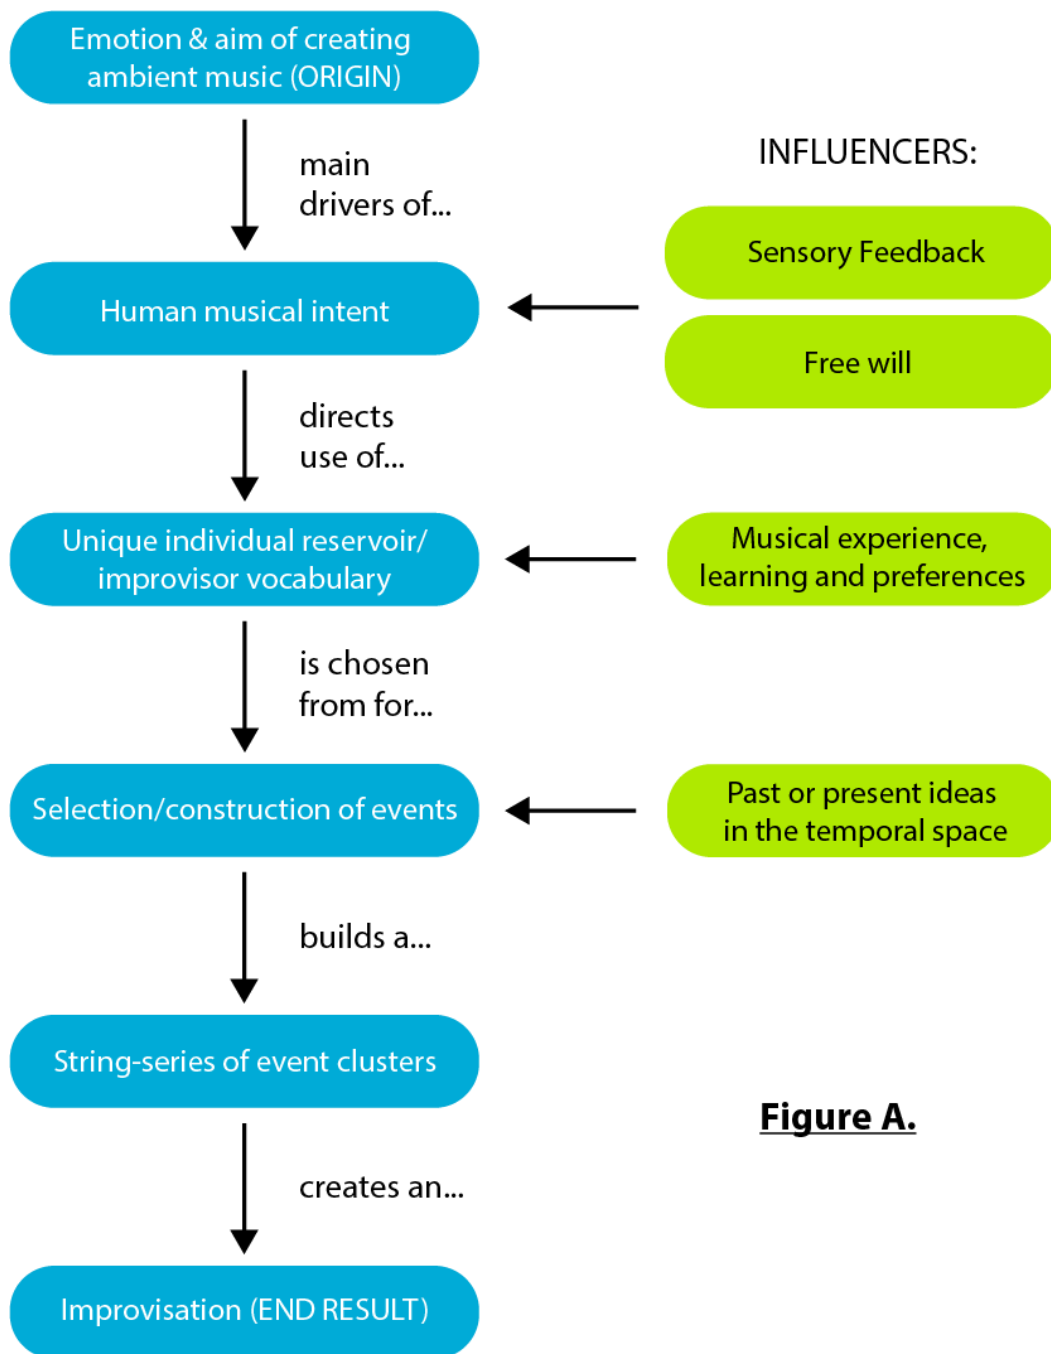 Emotion & aim of creating
ambient music (ORIGIN)
main
drivers of...
INFLUENCERS:
Sensory Feedback
Human musical intent
Free will
directs
use of...
Unique individual reservoir/
improvisor vocabulary
Musical experience,
learning and preferences
is chosen
from for...
Selection/construction of events
Past or present ideas
in the temporal space
builds a...
String-series of event clusters
Figure A.
creates an...
Improvisation (END RESULT)